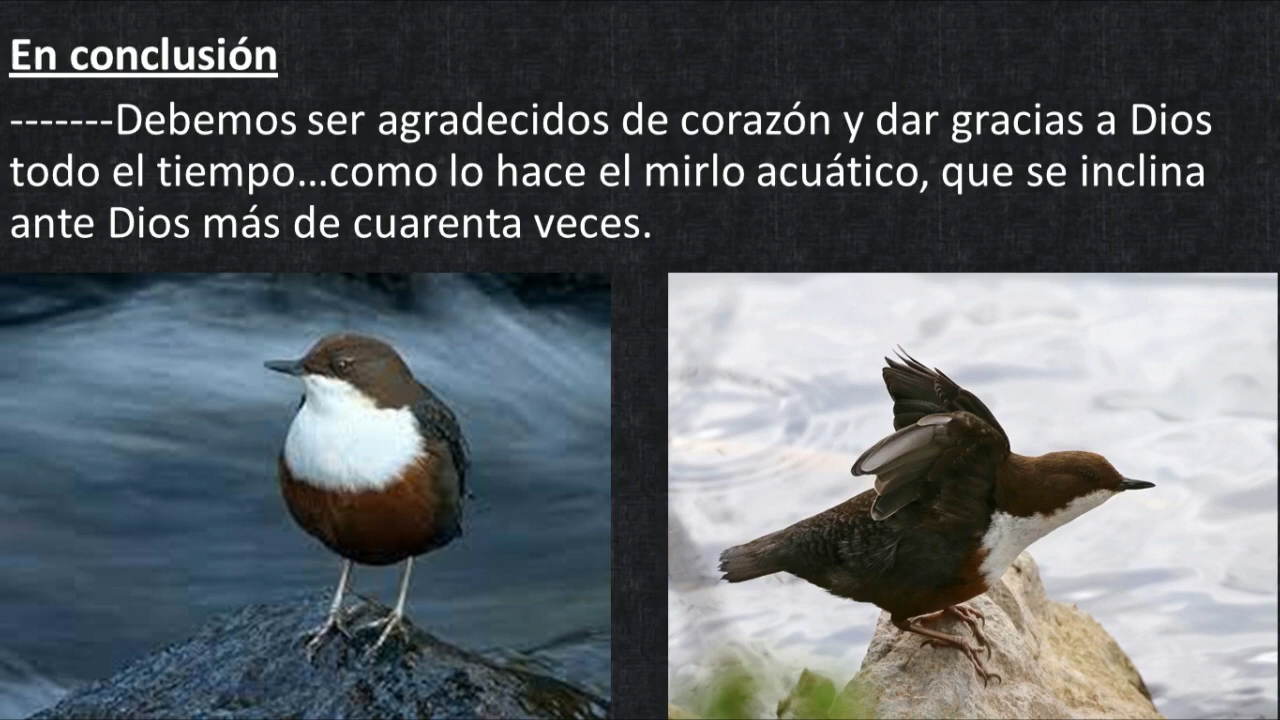 En conclusión
-------Debemos ser agradecidos de corazón y dar gracias a Dios
todo el tiempo…como lo hace el mirlo acuático, que se inclina
ante Dios más de cuarenta veces.